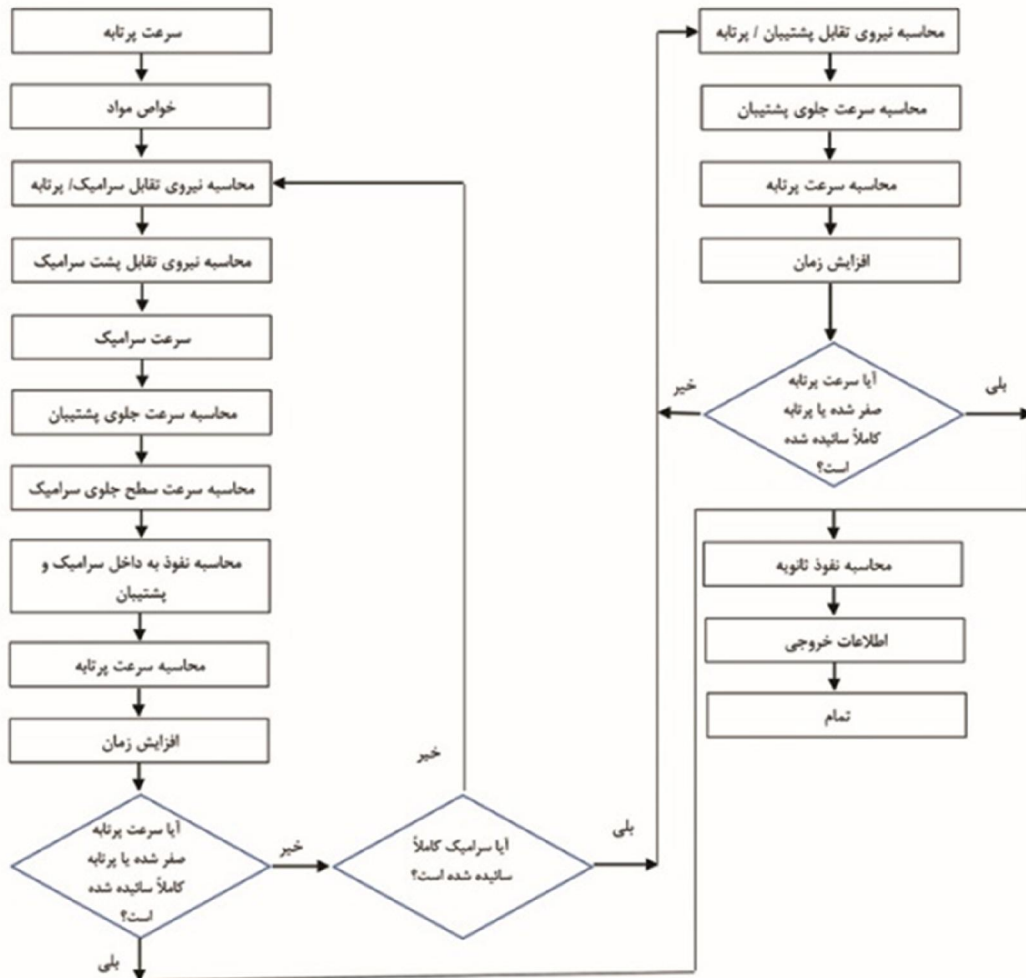 سرعت پرتابه
خواص مواد
محاسبه نیروی تقابل سرامیک/ پرتابه
محاسبه نیروی تقابل پشت سرامیک
سرعت سرامیک
محاسبه سرعت جلوی پشتیبان
محاسبه سرعت سطح جلوی سرامیک
محاسبه نفوذ به داخل سرامیک و
پشتیبان
محاسبه سرعت پرتابه
افزایش زمان
آیا سرعت پرتابه
صفر شده یا پرتابه
کاملاً سائیده شده
است؟
خیر
بلی
آیا سرامیک کاملاً
سائیده شده است؟
خیر
بلی
محاسبه نیروی تقابل پشتیبان / پرتابه
محاسبه سرعت جلوی پشتیبان
محاسبه سرعت پرتابه
افزایش زمان
آیا سرعت پرتابه
صفر شده یا پرتابه
کاملاً سائیده شده
است؟
خیر
بلی
محاسبه نفوذ ثانویه
اطلاعات خروجی
تمام